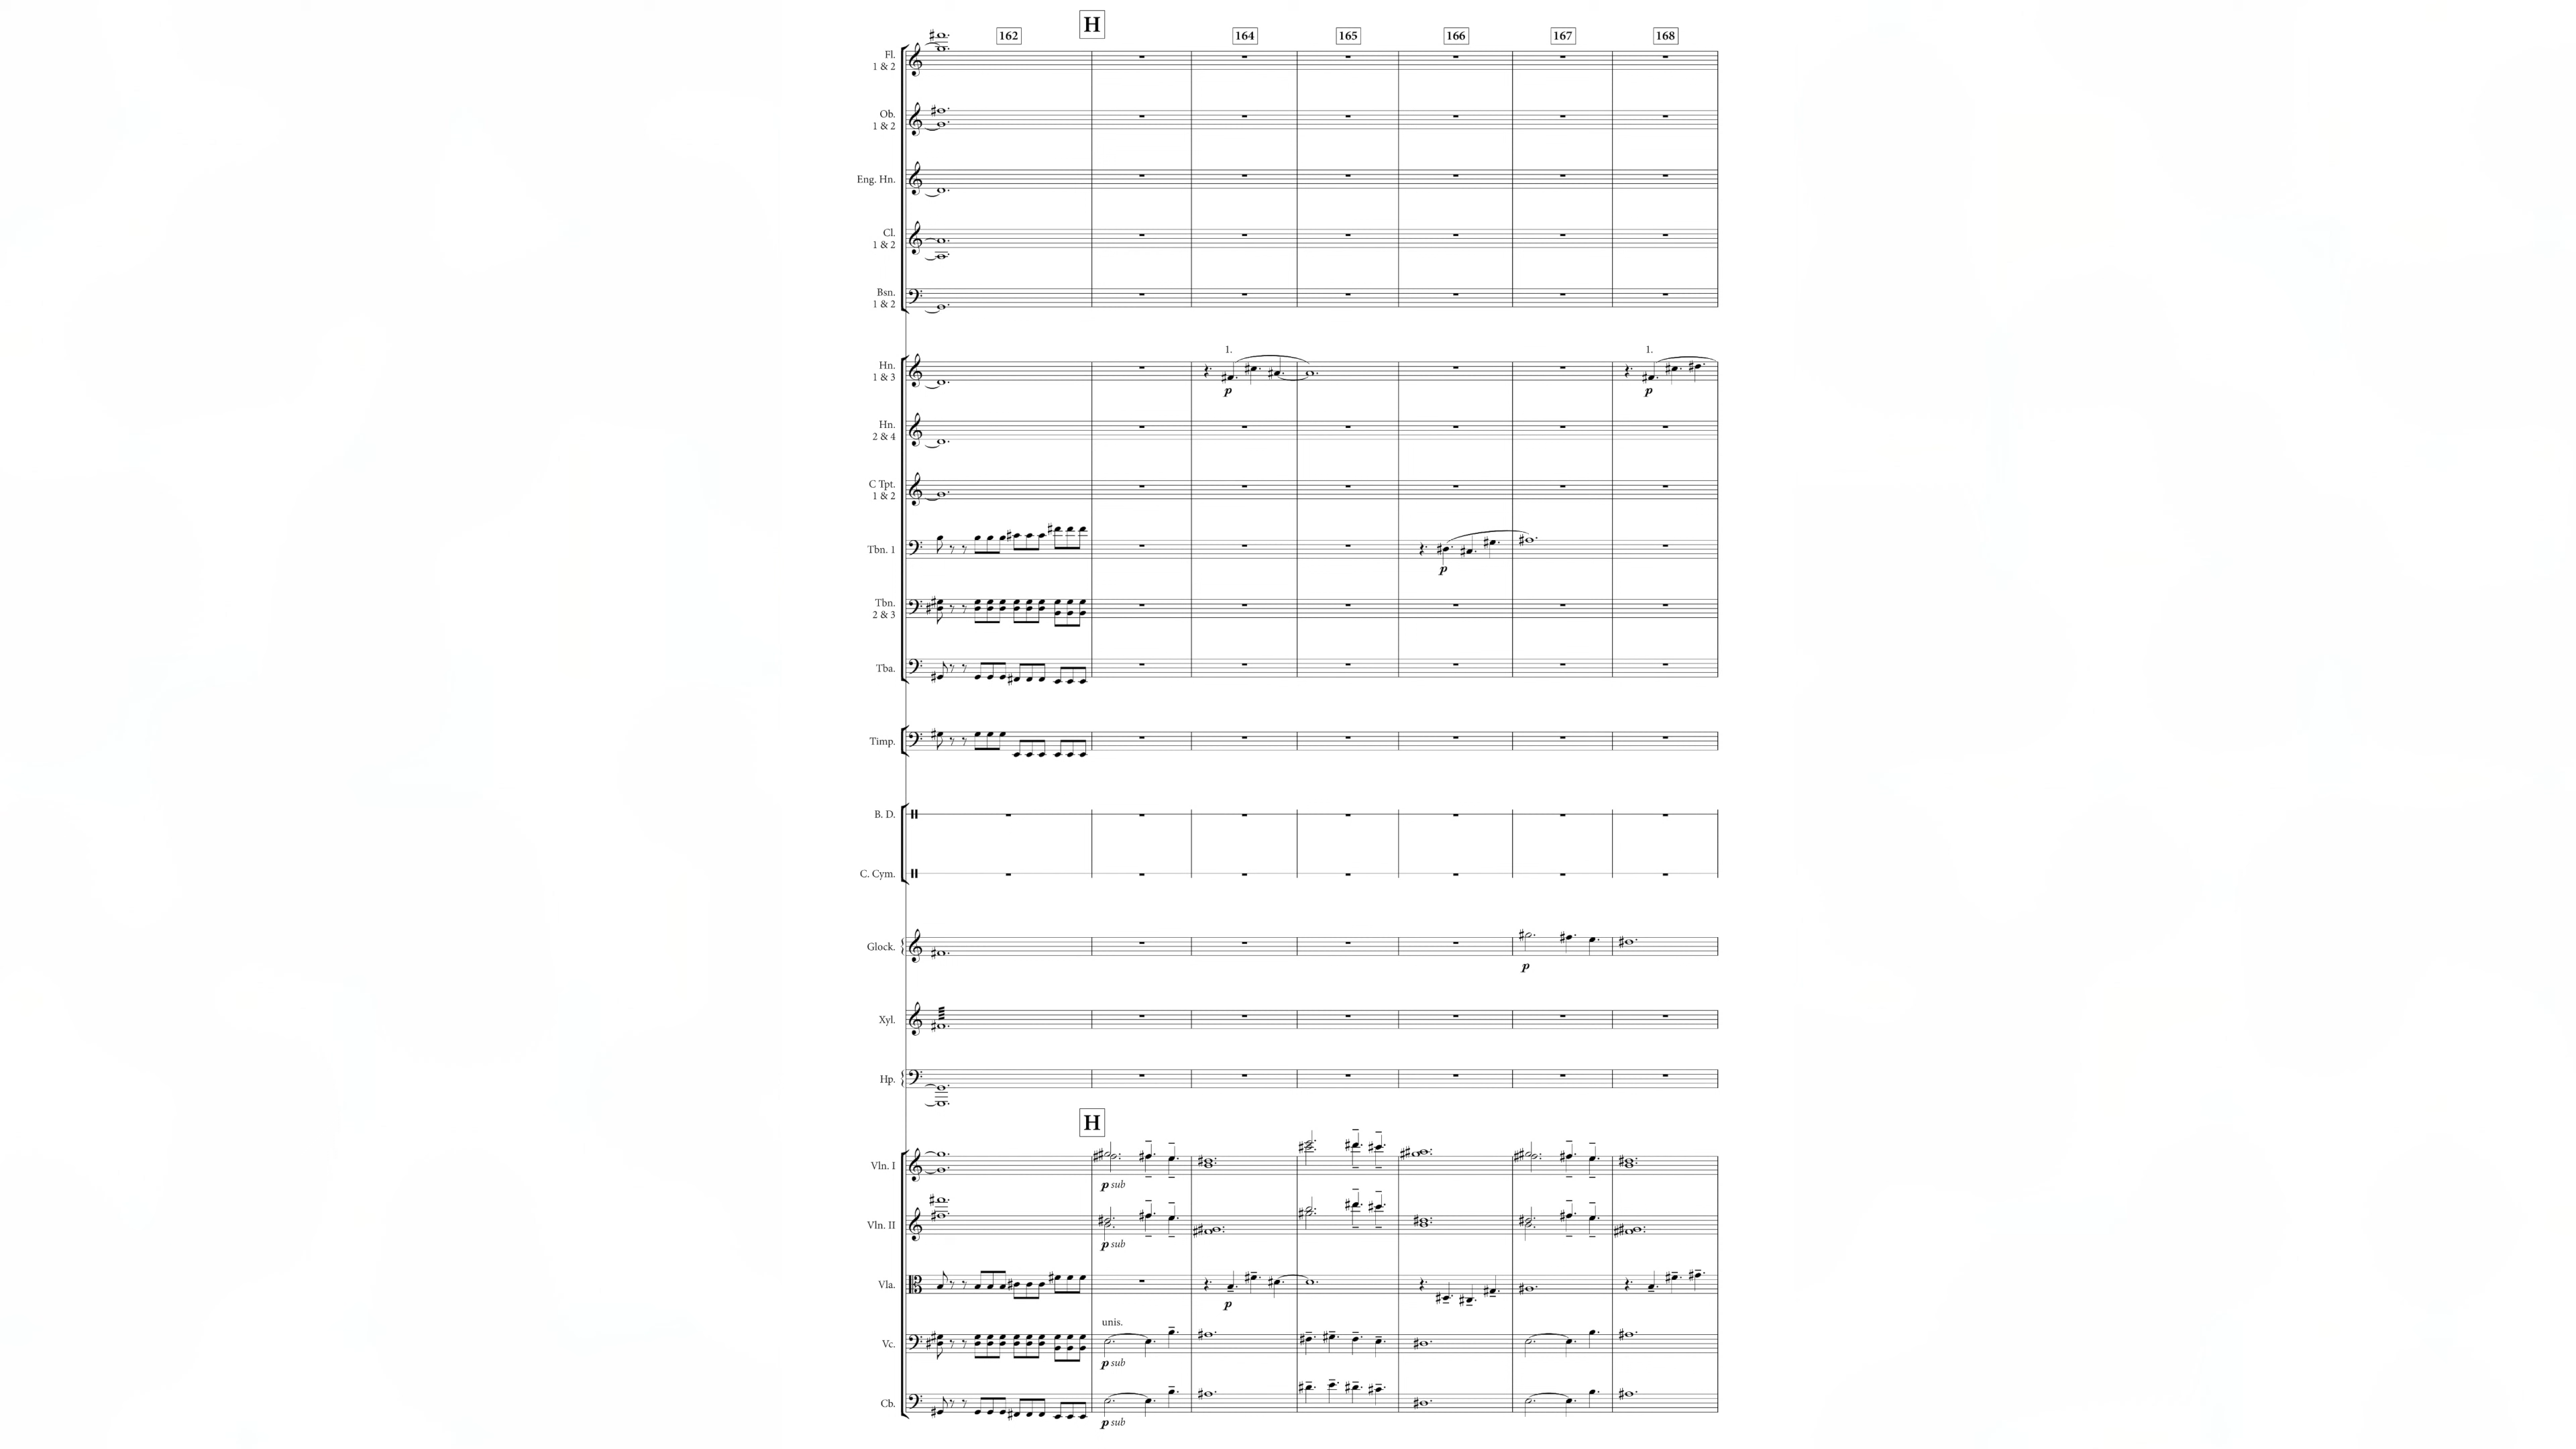 H
162 164 165 166 167 168
Fl.
1 & 2
Ob.
1 & 2
Eng. Hn.
Cl.
1 & 2
Bsn.
1 & 2
1. 1.
Hn.
1 & 3
p p
Hn.
2 & 4
C Tpt.
1 & 2
Tbn. 1
p
Tbn.
2 & 3
Tba.
Timp.
B. D.
C. Cym.
Glock.
p
Xyl.
Hp.
H
Vln. I
p sub
Vln. II
p sub
Vla.
p
unis.
Vc.
p sub
Cb.
p sub